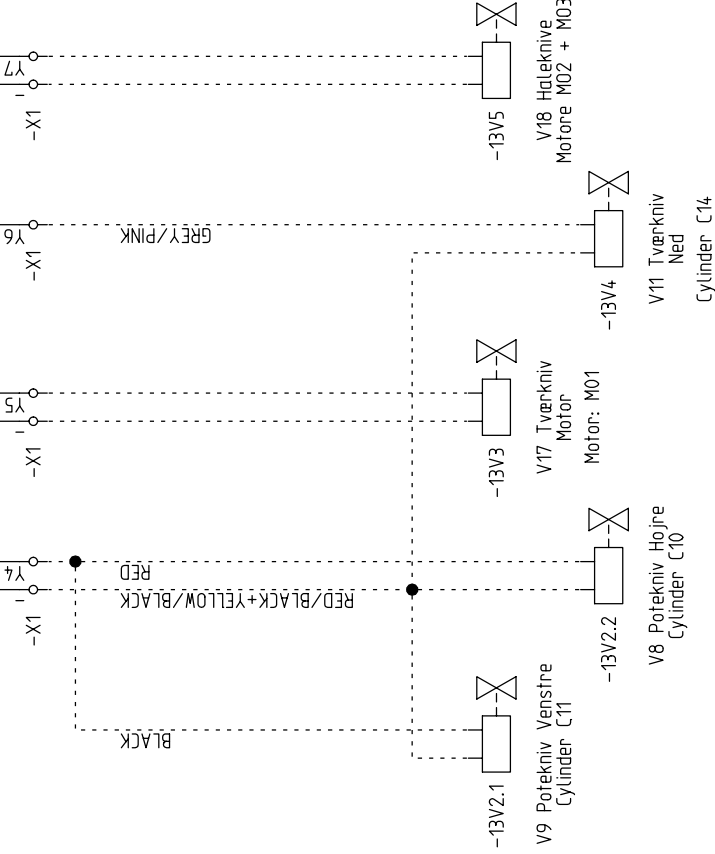 Y7
-
-X1
-13V5
V18 Haleknive
Motore M02 + M03
Y6
-X1
GREY/PINK
-13V4
V11 Tværkniv
Ned
Cylinder C14
Y5
-
-X1
-13V3
V17 Tværkniv
Motor
Motor: M01
Y4
-
-X1
RED
RED/BLACK+YELLOW/BLACK
-13V2.2
V8 Potekniv Hojre
Cylinder C10
BLACK
-13V2.1
V9 Potekniv Venstre
Cylinder C11